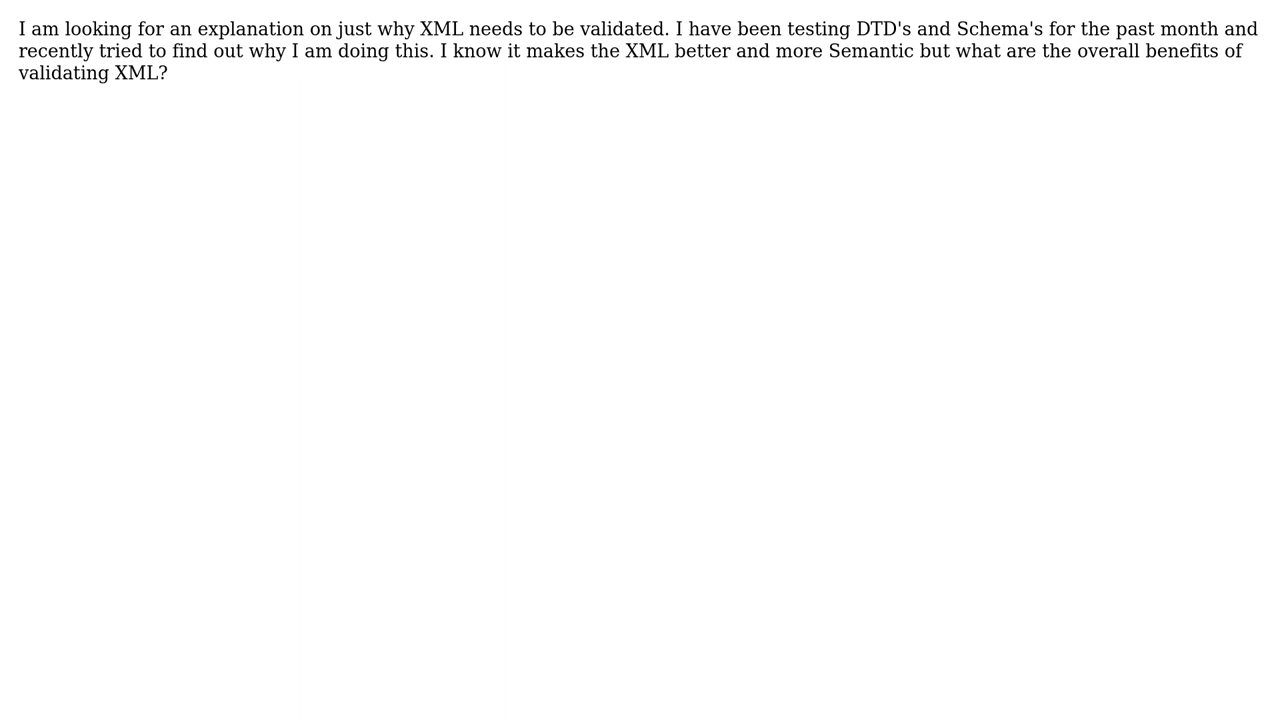 I am looking for an explanation on just why XML needs to be validated. I have been testing DTD's and Schema's for the past month and
recently tried to find out why I am doing this. I know it makes the XML better and more Semantic but what are the overall benefits of
validating XML?